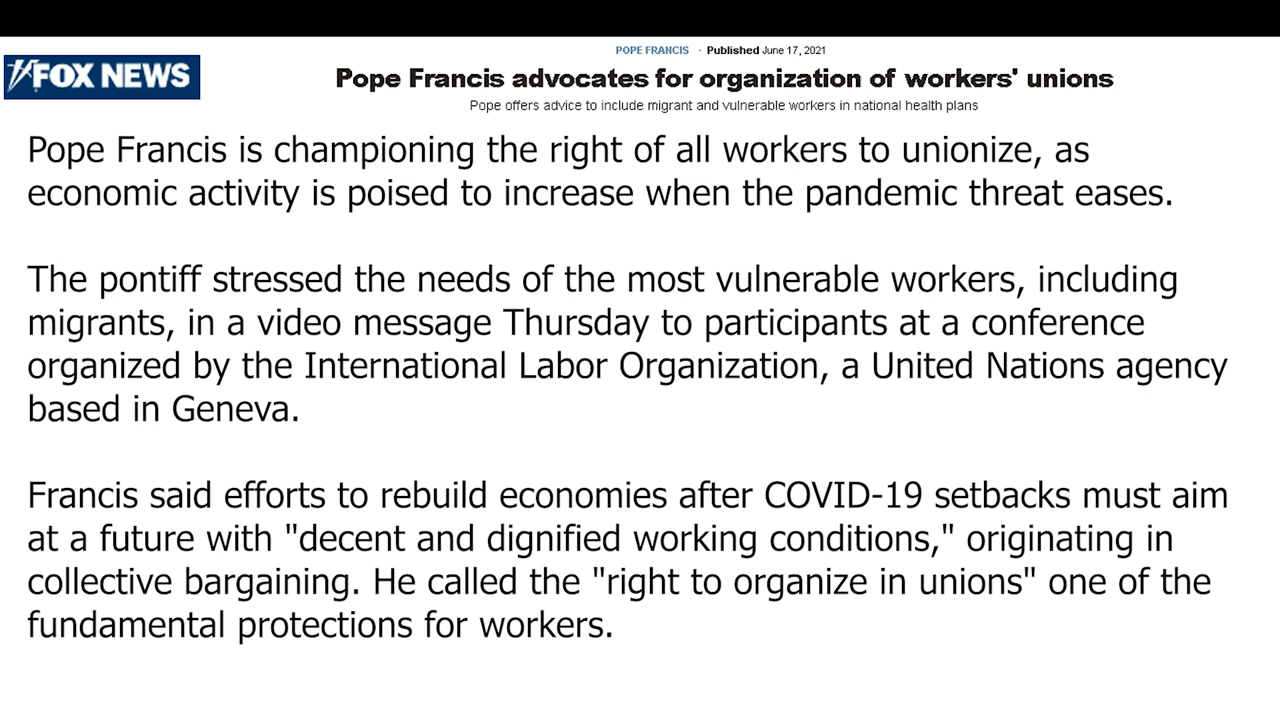 POPE FRANCIS · Published June 17, 2021
FOX NEWS
Pope Francis advocates for organization of workers' unions
Pope offers advice to include migrant and vulnerable workers in national health plans
Pope Francis is championing the right of all workers to unionize, as
economic activity is poised to increase when the pandemic threat eases.
The pontiff stressed the needs of the most vulnerable workers, including
migrants, in a video message Thursday to participants at a conference
organized by the International Labor Organization, a United Nations agency
based in Geneva.
Francis said efforts to rebuild economies after COVID-19 setbacks must aim
at a future with "decent and dignified working conditions," originating in
collective bargaining. He called the "right to organize in unions" one of the
fundamental protections for workers.